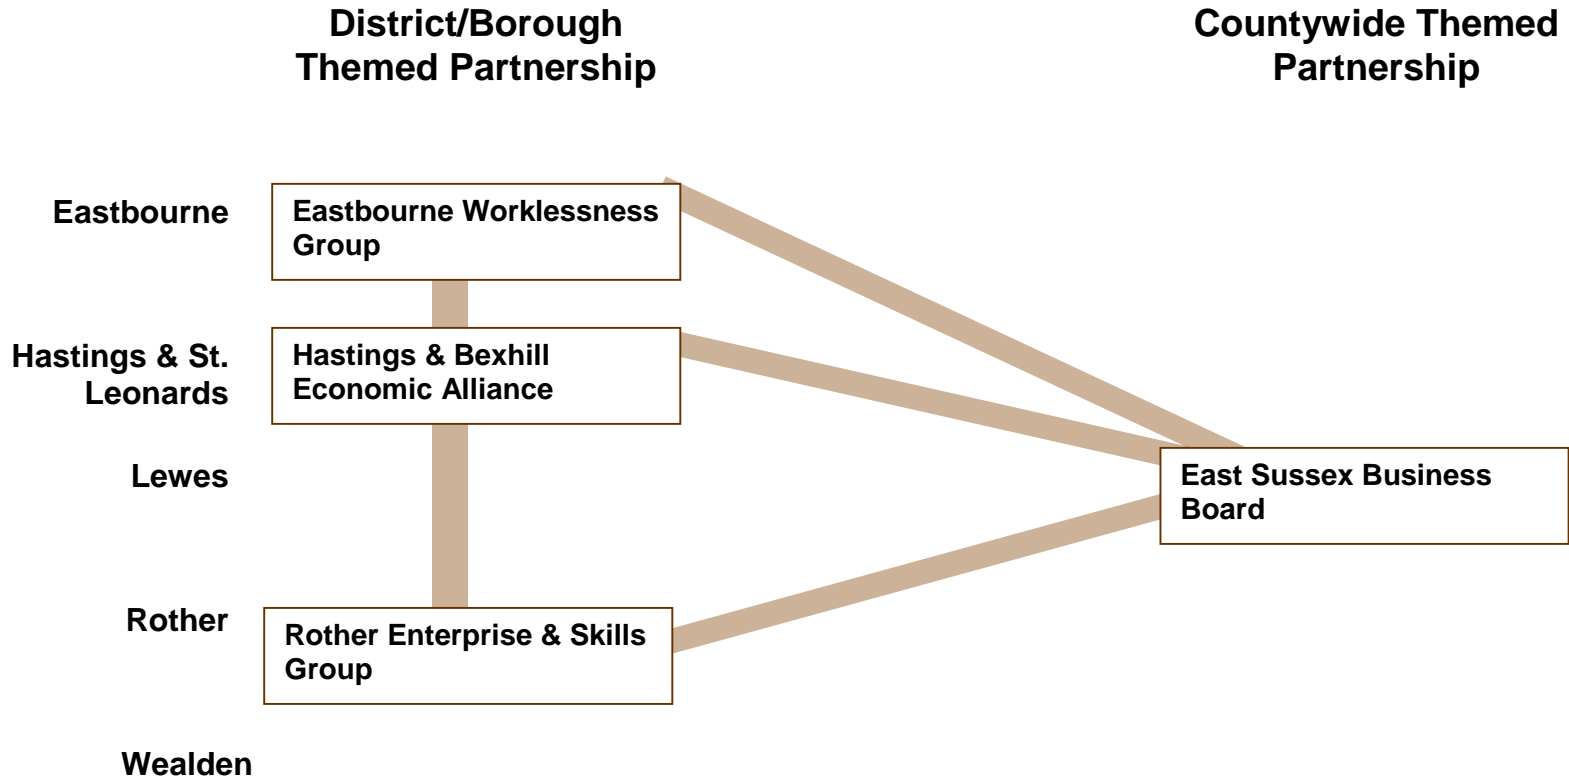 District/Borough
Themed Partnership
Countywide Themed
Partnership
Eastbourne
Eastbourne Worklessness
Group
Hastings & St.
Leonards
Hastings & Bexhill
Economic Alliance
Lewes
East Sussex Business
Board
Rother
Rother Enterprise & Skills
Group
Wealden